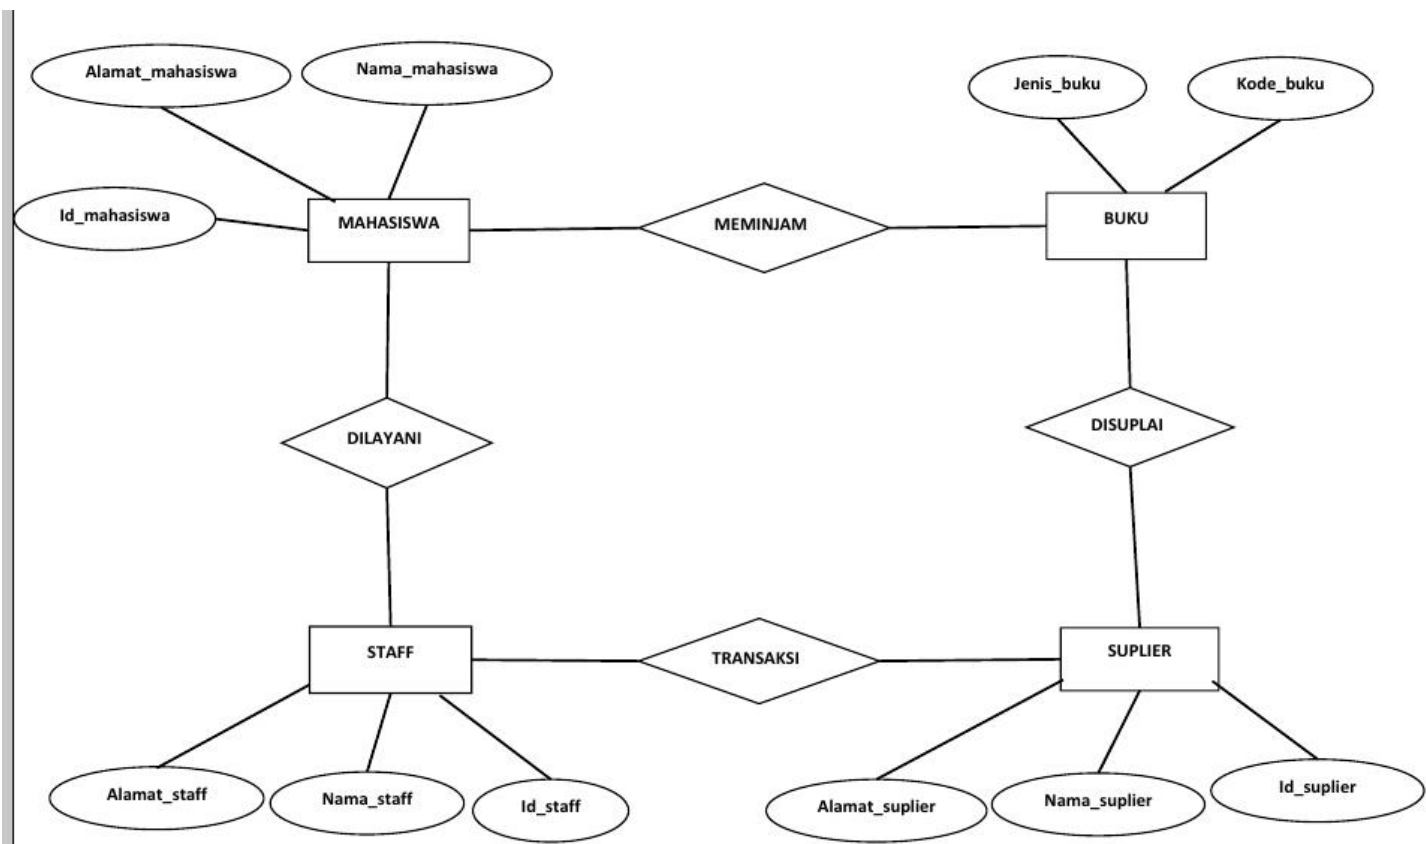 Alamat_mahasiswa
Nama_mahasiswa
Jenis_buku
Kode_buku
Id_mahasiswa
MAHASISWA
MEMINJAM
BUKU
DILAYANI
DISUPLAI
STAFF
TRANSAKSI
SUPLIER
Alamat_staff
Nama_staff
Id_staff
Alamat_suplier
Nama_suplier
Id_suplier